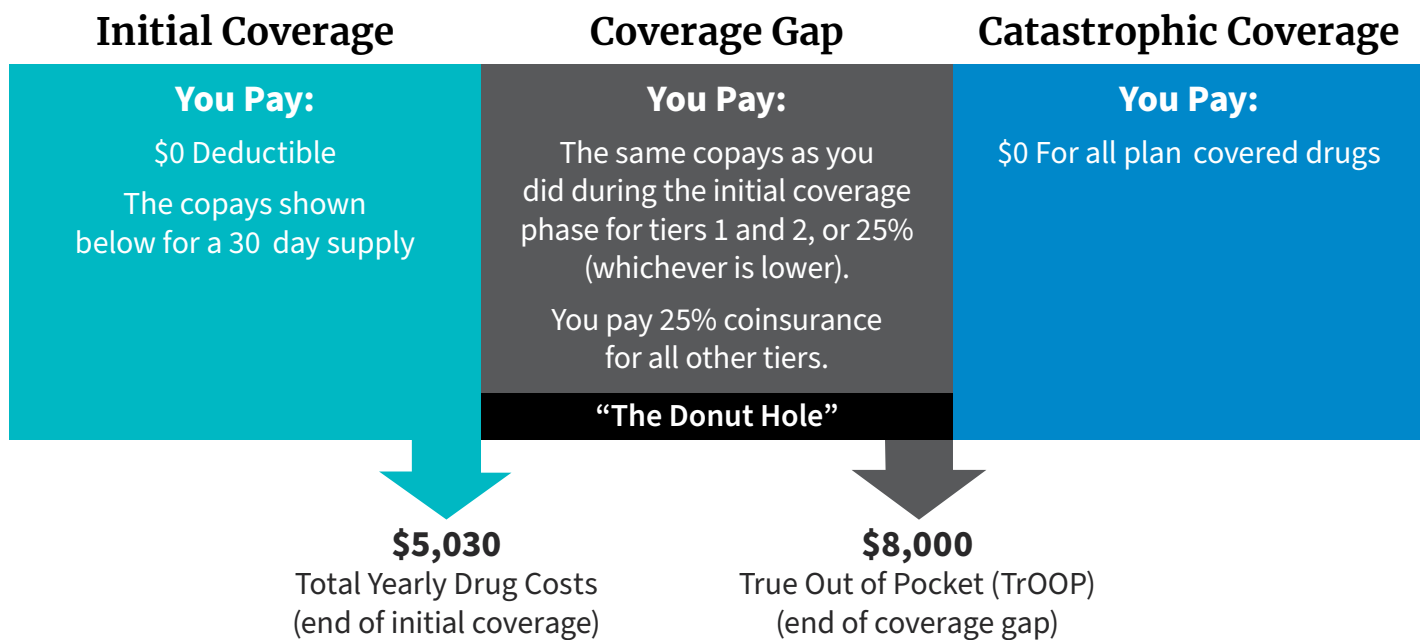 Initial Coverage
You Pay:
$0 Deductible
The copays shown
below for a 30 day supply
$5,030
Total Yearly Drug Costs
(end of initial coverage)
Coverage Gap
You Pay:
The same copays as you
did during the initial coverage
phase for tiers 1 and 2, or 25%
(whichever is lower).
You pay 25% coinsurance
for all other tiers.
“The Donut Hole”
$8,000
True Out of Pocket (TrOOP)
(end of coverage gap)
Catastrophic Coverage
You Pay:
$0 For all plan covered drugs